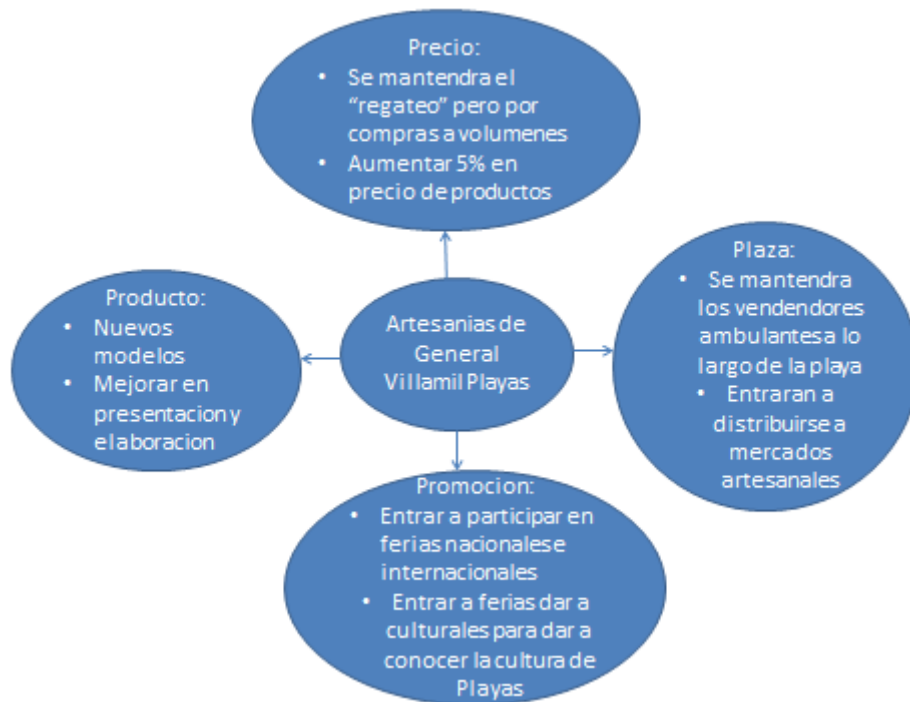 Precio:
• Se mantendra el
"regateo" pero por
compras a volumenes
• Aumentar 5% en
precio de productos
Producto:
• Nuevos
modelos
• Mejorar en
presentacion y
elaboracion
Artesanias de
General
Villamil Playas
Plaza:
• Se mantendra
los vendendores
ambulantes a lo
largo de la playa
• Entraran a
distribuirse a
mercados
artesanales
Promocion:
• Entrar a participar en
ferias nacionales e
internacionales
• Entrar a ferias dar a
culturales para dar a
conocer la cultura de
Playas